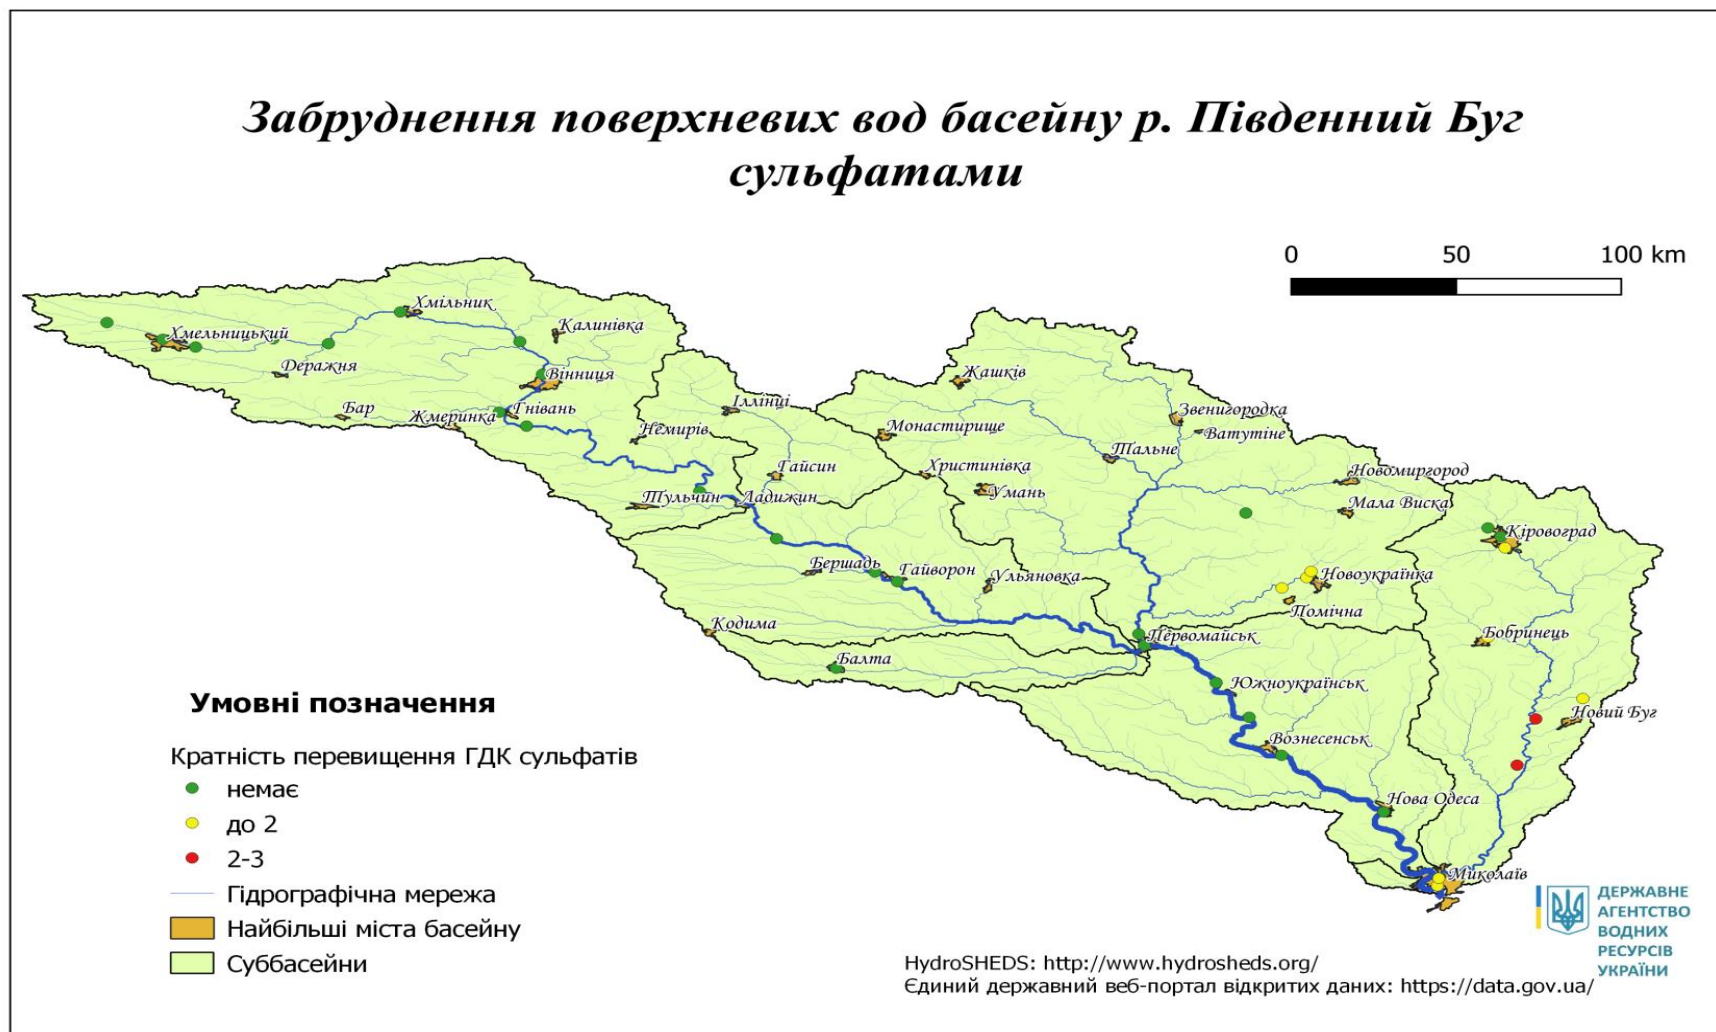 Забруднення поверхневих вод басейну р. Південний Буг
сульфатами
0 50 100 km
Хмільник
Калинівка
Хмельницький
Деражня
Вінниця
Бар
Жмеринка
Гнівань
Іллінці
Жашків
Звенигородка
Ватутіне
Немирів
Монастирище
Тальне
Гайсин
Христинівка
Новомиргород
Тульчин
Ладижин
Умань
Мала Виска
Кіровоград
Бершадь
Гайворон
Ульяновка
Новоукраїнка
Помічна
Кодима
Первомайськ
Бобринець
Балта
Южноукраїнськ
Новий Буг
Вознесенськ
Нова Одеса
Миколаїв
Умовні позначення
Кратність перевищення ГДК сульфатів
немає
до 2
2-3
Гідрографічна мережа
Найбільші міста басейну
Суббасейни
HydroSHEDS: http://www.hydrosheds.org/
Єдиний державний веб-портал відкритих даних: https://data.gov.ua/
ДЕРЖАВНЕ
АГЕНТСТВО
ВОДНИХ
РЕСУРСІВ
УКРАЇНИ